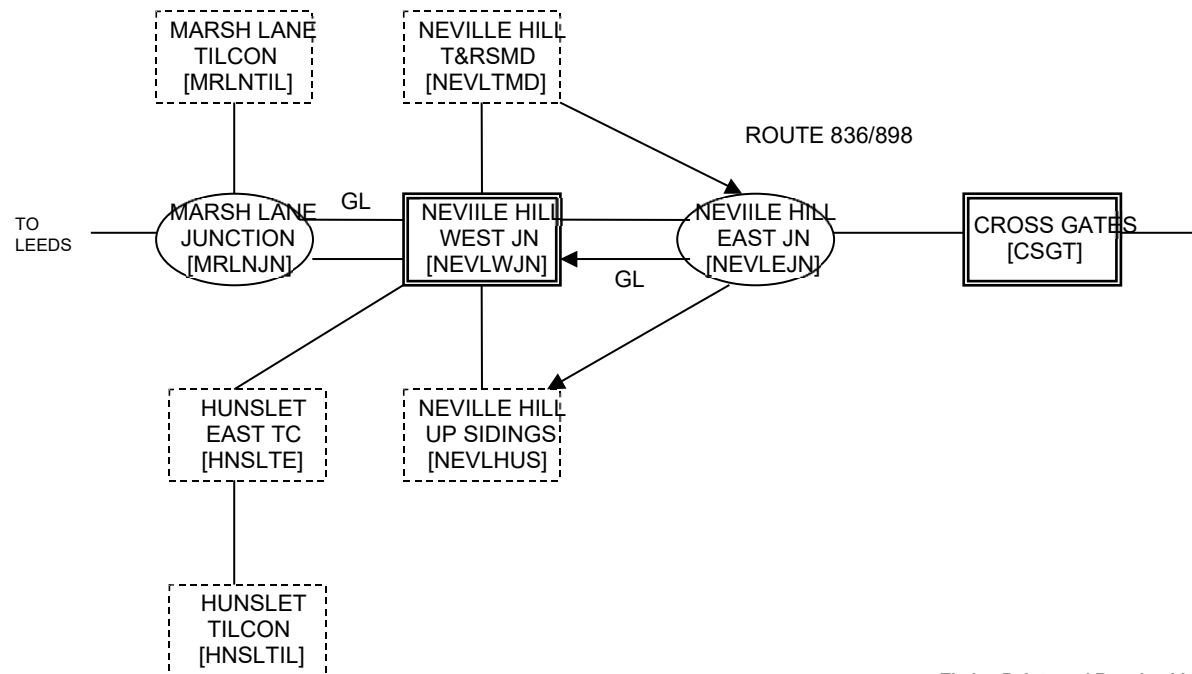 MARSH LANE
TILCON
[MRLNTIL]
NEVILLE HILL
T&RSMD
[NEVLTMD]
ROUTE 836/898
TO
LEEDS
MARSH LANE
JUNCTION
[MRLNJN]
GL
NEVIILE HILL
WEST JN
[NEVLWJN]
GL
NEVIILE HILL
EAST JN
[NEVLEJN]
CROSS GATES
[CSGT]
HUNSLET
EAST TC
[HNSLTE]
NEVILLE HILL
UP SIDINGS
[NEVLHUS]
HUNSLET
TILCON
[HNSLTIL]